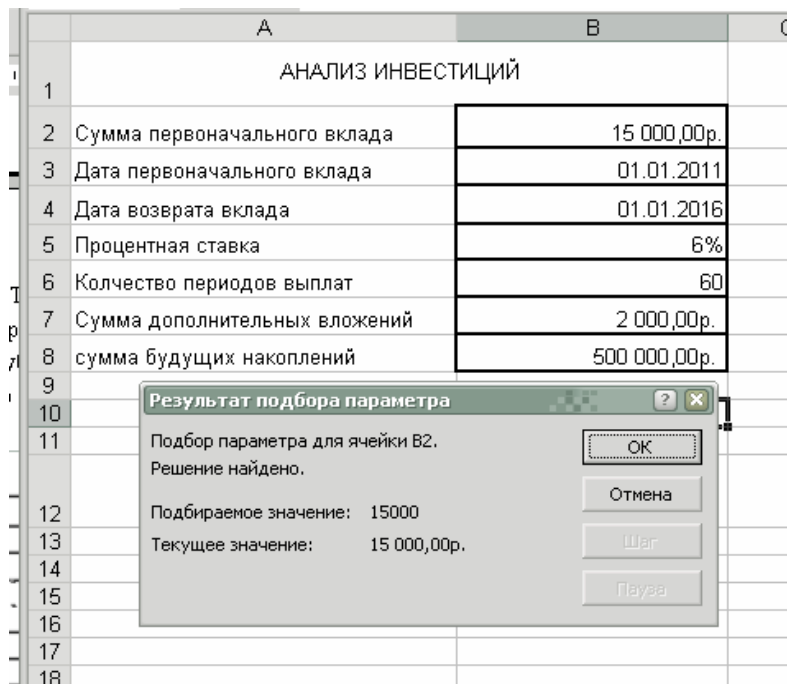 A B
1 АНАЛИЗ ИНВЕСТИЦИЙ
2 Сумма первоначального вклада 15 000,00р.
3 Дата первоначального вклада 01.01.2011
4 Дата возврата вклада 01.01.2016
5 Процентная ставка 6%
6 Колчество периодов выплат 60
7 Сумма дополнительных вложений 2 000,00р.
8 сумма будущих накоплений 500 000,00р.
9
10 Результат подбора параметра
11 Подбор параметра для ячейки B2. ОК
Решение найдено.
Отмена
12 Подбираемое значение: 15000
13 Текущее значение: 15 000,00р. Шаг
14
15 Пауза
16
17
18